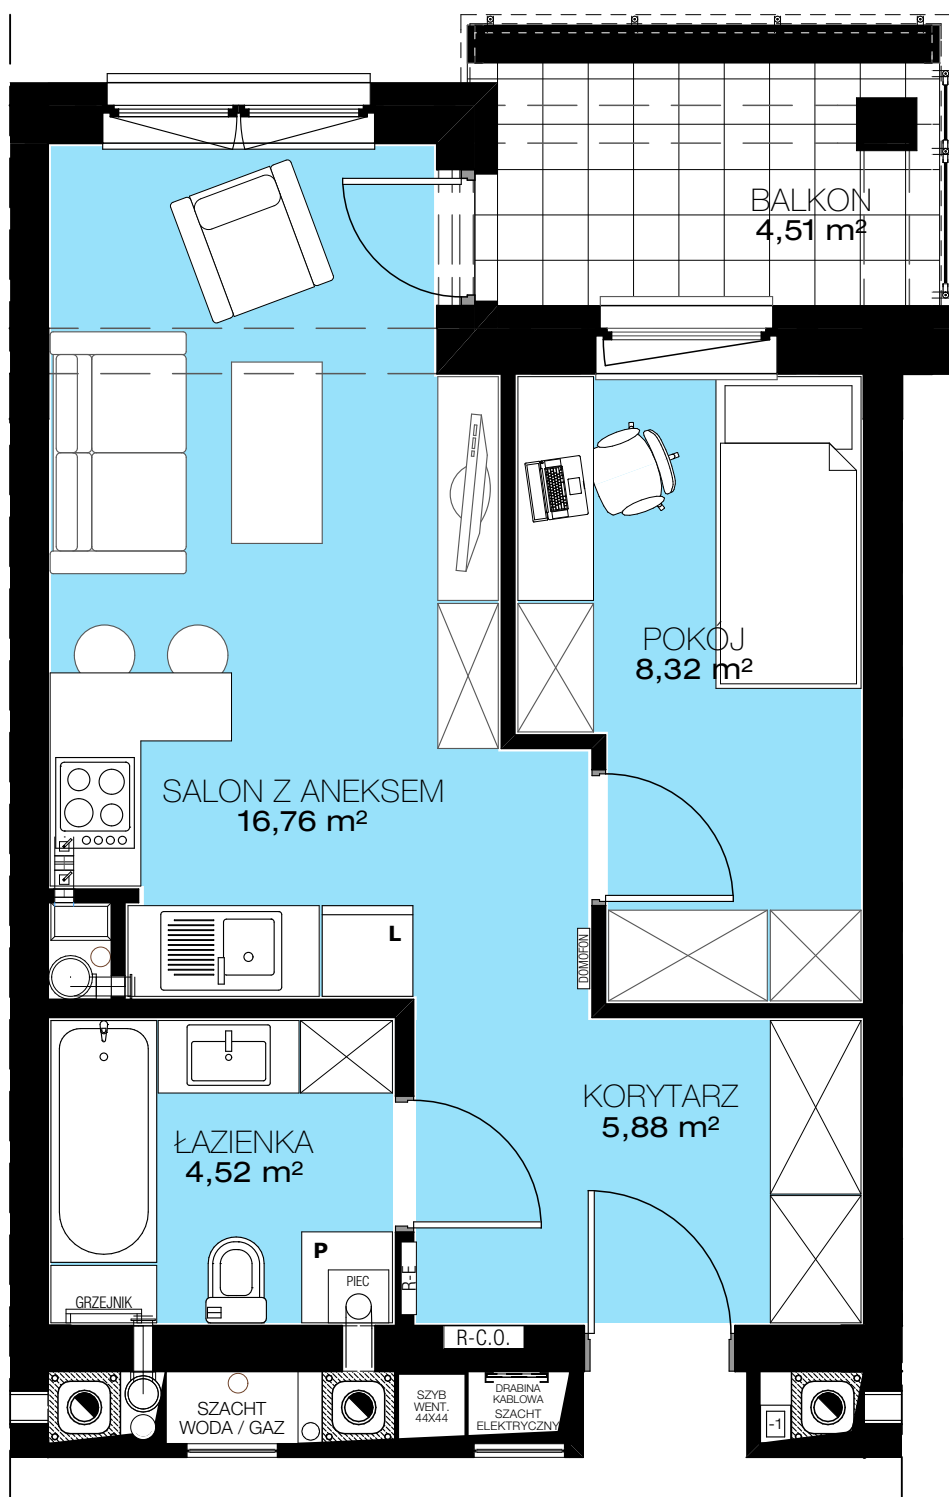 BALKON
4,51 m²
POKÓJ
8,32 m²
SALON Z ANEKSEM
16,76 m²
L
DOMOFON
KORYTARZ
5,88 m²
ŁAZIENKA
4,52 m²
P
PIEC
R-E
GRZEJNIK
R-C.O.
SZACHT
WODA / GAZ
SZYB
WENT.
44X44
DRABINA
KABLOWA
SZACHT
ELEKTRYCZNY
-1